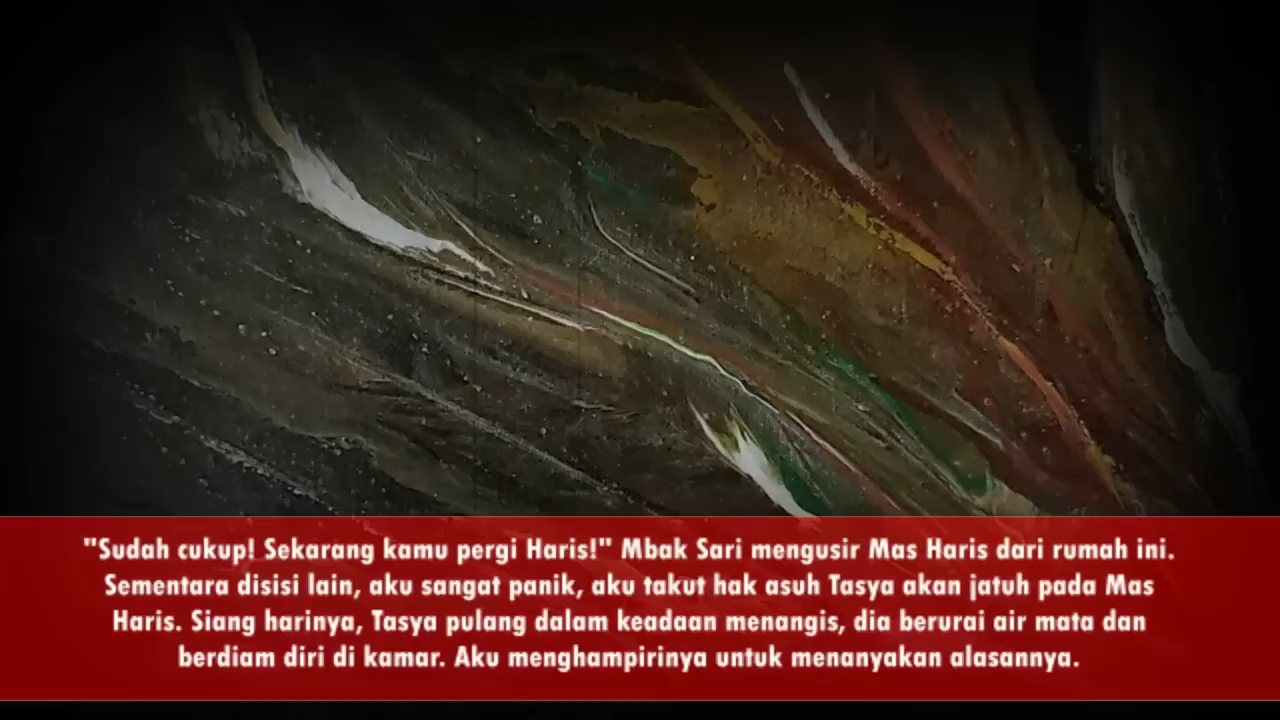 "Sudah cukup! Sekarang kamu pergi Haris!" Mbak Sari mengusir Mas Haris dari rumah ini.
Sementara disisi lain, aku sangat panik, aku takut hak asuh Tasya akan jatuh pada Mas
Haris. Siang harinya, Tasya pulang dalam keadaan menangis, dia berurai air mata dan
berdiam diri di kamar. Aku menghampirinya untuk menanyakan alasannya.